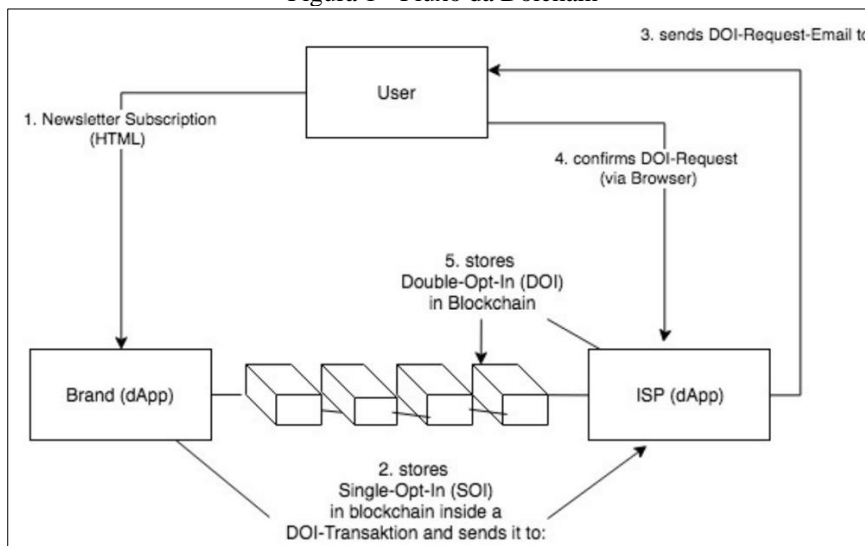 3. sends DOI-Request-Email to
User
1. Newsletter Subscription
(HTML)
4. confirms DOI-Request
(via Browser)
5. stores
Double-Opt-In (DOI)
in Blockchain
Brand (dApp)
ISP (dApp)
2. stores
Single-Opt-In (SOI)
in blockchain inside a
DOI-Transaktion and sends it to: